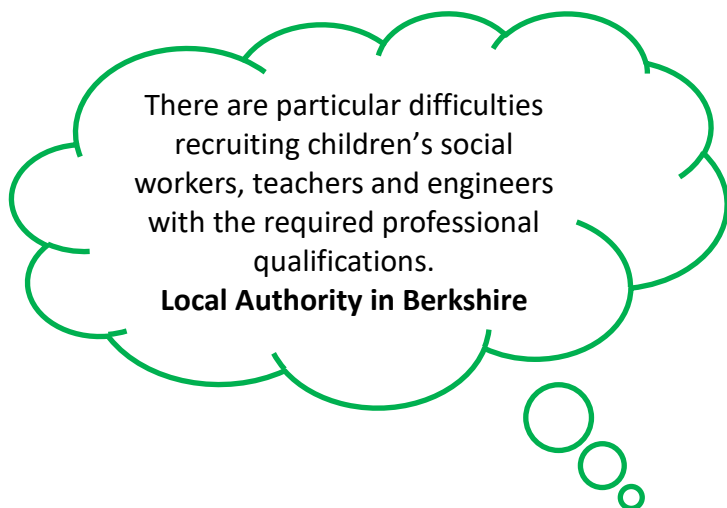 There are particular difficulties
recruiting children’s social
workers, teachers and engineers
with the required professional
qualifications.
Local Authority in Berkshire